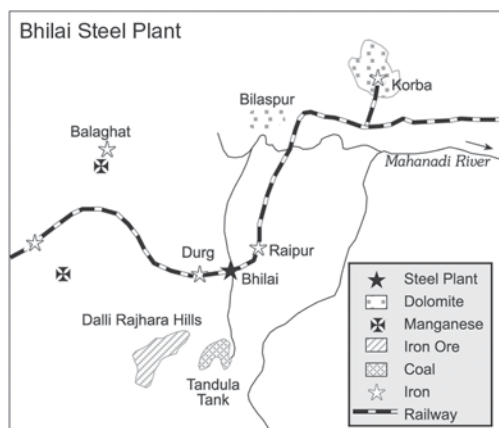 Bhilai Steel Plant
Korba
Bilaspur
Balaghat
Mahanadi River
Durg
Raipur
Bhilai
Dalli Rajhara Hills
Tandula
Tank
Steel Plant
Dolomite
Manganese
Iron Ore
Coal
Iron
Railway